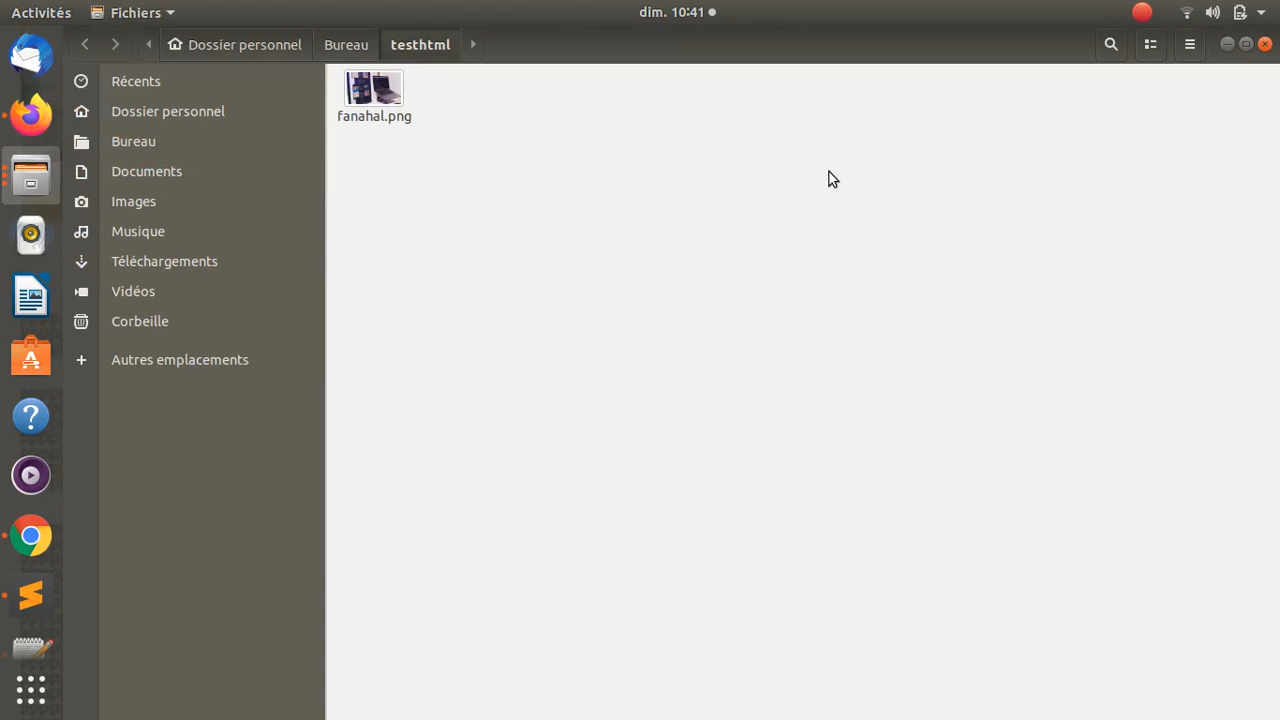 Activités Fichiers dim. 10:41
Dossier personnel Bureau testhtml
Récents
Dossier personnel
Bureau
Documents
Images
Musique
Téléchargements
Vidéos
Corbeille
Autres emplacements
fanahal.png